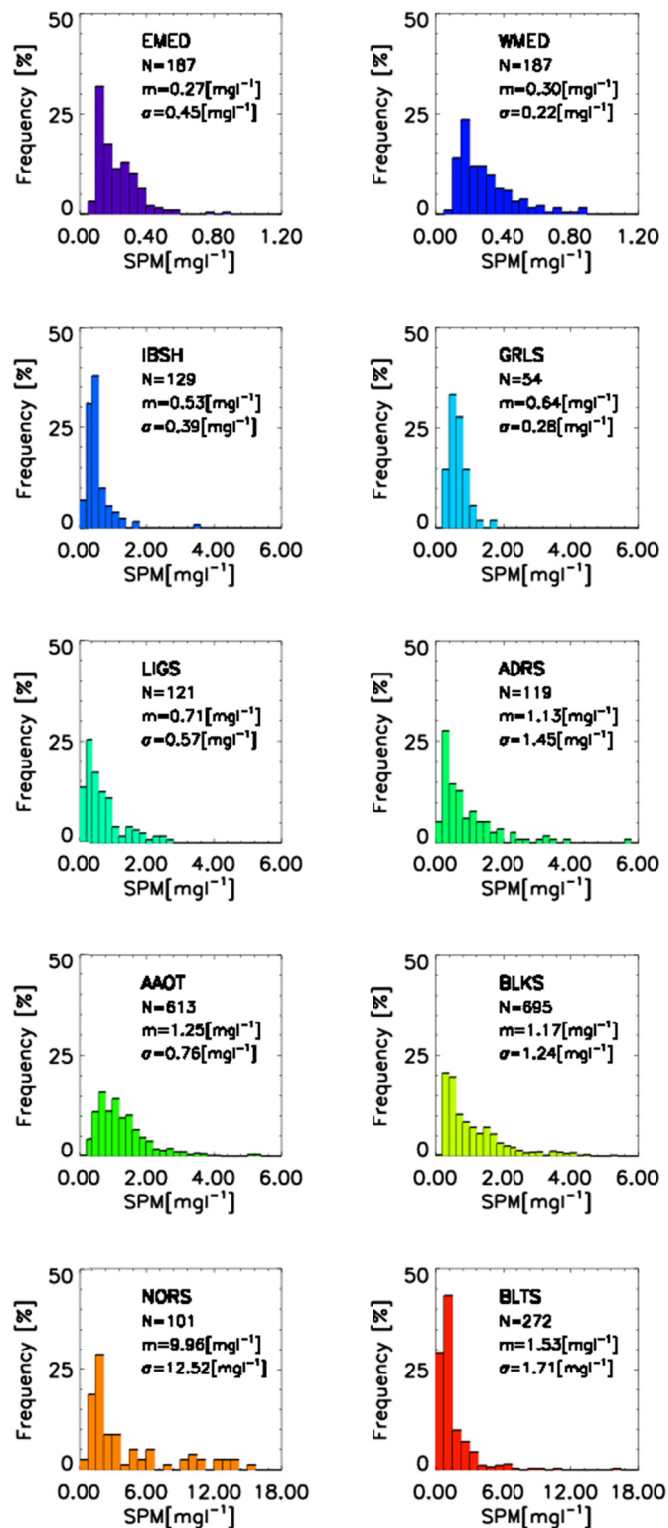 50
Frequency [%]
25
0
EMED
N=187
m=0.27[mgl⁻¹]
σ=0.45[mgl⁻¹]
0.00 0.40 0.80 1.20
SPM[mgl⁻¹]
50
Frequency [%]
25
0
WMED
N=187
m=0.30[mgl⁻¹]
σ=0.22[mgl⁻¹]
0.00 0.40 0.80 1.20
SPM[mgl⁻¹]
50
Frequency [%]
25
0
IBSH
N=129
m=0.53[mgl⁻¹]
σ=0.39[mgl⁻¹]
0.00 2.00 4.00 6.00
SPM[mgl⁻¹]
50
Frequency [%]
25
0
GRLS
N=54
m=0.64[mgl⁻¹]
σ=0.28[mgl⁻¹]
0.00 2.00 4.00 6.00
SPM[mgl⁻¹]
50
Frequency [%]
25
0
LIGS
N=121
m=0.71[mgl⁻¹]
σ=0.57[mgl⁻¹]
0.00 2.00 4.00 6.00
SPM[mgl⁻¹]
50
Frequency [%]
25
0
ADRS
N=119
m=1.13[mgl⁻¹]
σ=1.45[mgl⁻¹]
0.00 2.00 4.00 6.00
SPM[mgl⁻¹]
50
Frequency [%]
25
0
AAOT
N=613
m=1.25[mgl⁻¹]
σ=0.76[mgl⁻¹]
0.00 2.00 4.00 6.00
SPM[mgl⁻¹]
50
Frequency [%]
25
0
BLKS
N=695
m=1.17[mgl⁻¹]
σ=1.24[mgl⁻¹]
0.00 2.00 4.00 6.00
SPM[mgl⁻¹]
50
Frequency [%]
25
0
NORS
N=101
m=9.96[mgl⁻¹]
σ=12.52[mgl⁻¹]
0.00 6.00 12.00 18.00
SPM[mgl⁻¹]
50
Frequency [%]
25
0
BLTS
N=272
m=1.53[mgl⁻¹]
σ=1.71[mgl⁻¹]
0.00 6.00 12.00 18.00
SPM[mgl⁻¹]